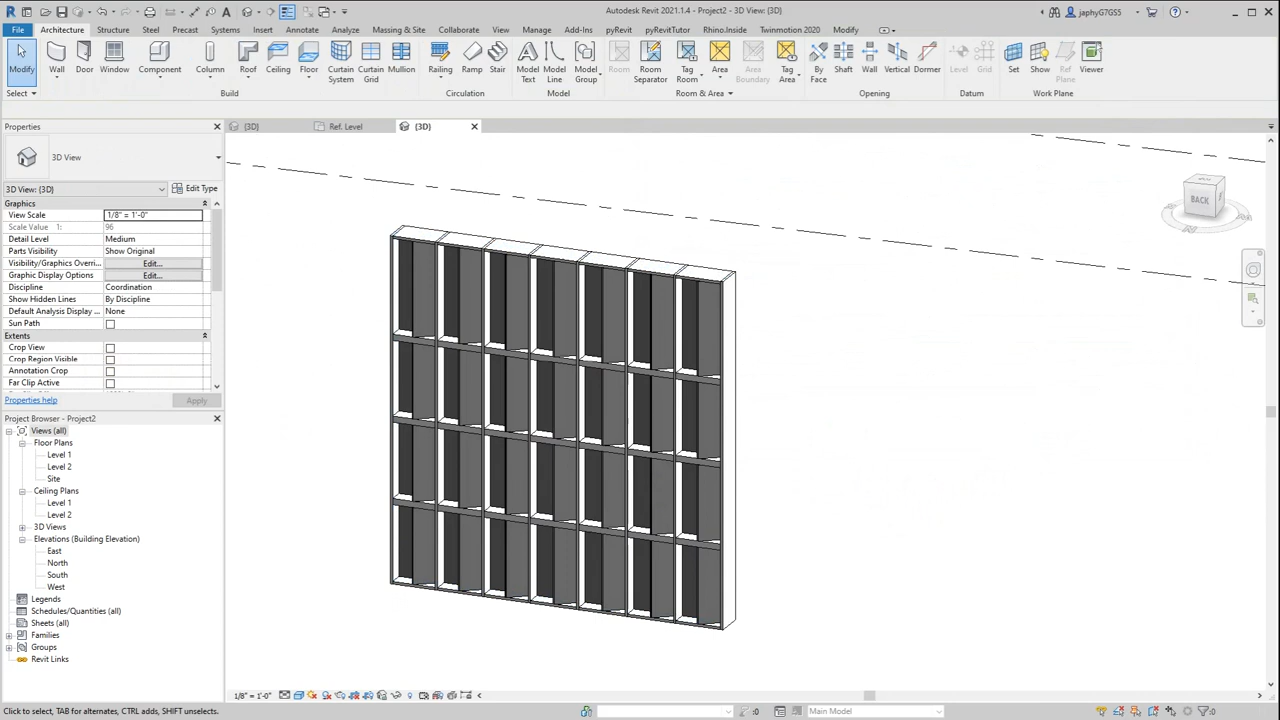 Autodesk Revit 2021.1.4 - Project2 - 3D View: {3D}
japhyG7GS5
File Architecture Structure Steel Precast Systems Insert Annotate Analyze Massing & Site Collaborate View Manage Add-Ins pyRevit pyRevitTutor Rhino.Inside Twinmotion 2020 Modify
Modify Wall Door Window Component Column Roof Ceiling Floor Curtain System Curtain Grid Mullion Railing Ramp Stair Model Text Model Line Model Group Room Room Separator Tag Room Area Area Boundary Tag Area By Face Shaft Wall Vertical Dormer Level Grid Set Show Ref Plane Viewer
Select Build Circulation Model Room & Area Opening Datum Work Plane
Properties
{3D} Ref. Level {3D}
3D View
3D View: {3D} Edit Type
Graphics
View Scale 1/8" = 1'-0"
Scale Value 1: 96
Detail Level Medium
Parts Visibility Show Original
Visibility/Graphics Overri... Edit...
Graphic Display Options Edit...
Discipline Coordination
Show Hidden Lines By Discipline
Default Analysis Display ... None
Sun Path
Extents
Crop View
Crop Region Visible
Annotation Crop
Far Clip Active
Properties help Apply
Project Browser - Project2
Views (all)
Floor Plans
Level 1
Level 2
Site
Ceiling Plans
Level 1
Level 2
3D Views
Elevations (Building Elevation)
East
North
South
West
Legends
Schedules/Quantities (all)
Sheets (all)
Families
Groups
Revit Links
BACK
1/8" = 1'-0"
Click to select, TAB for alternates, CTRL adds, SHIFT unselects.
:0 Main Model :0